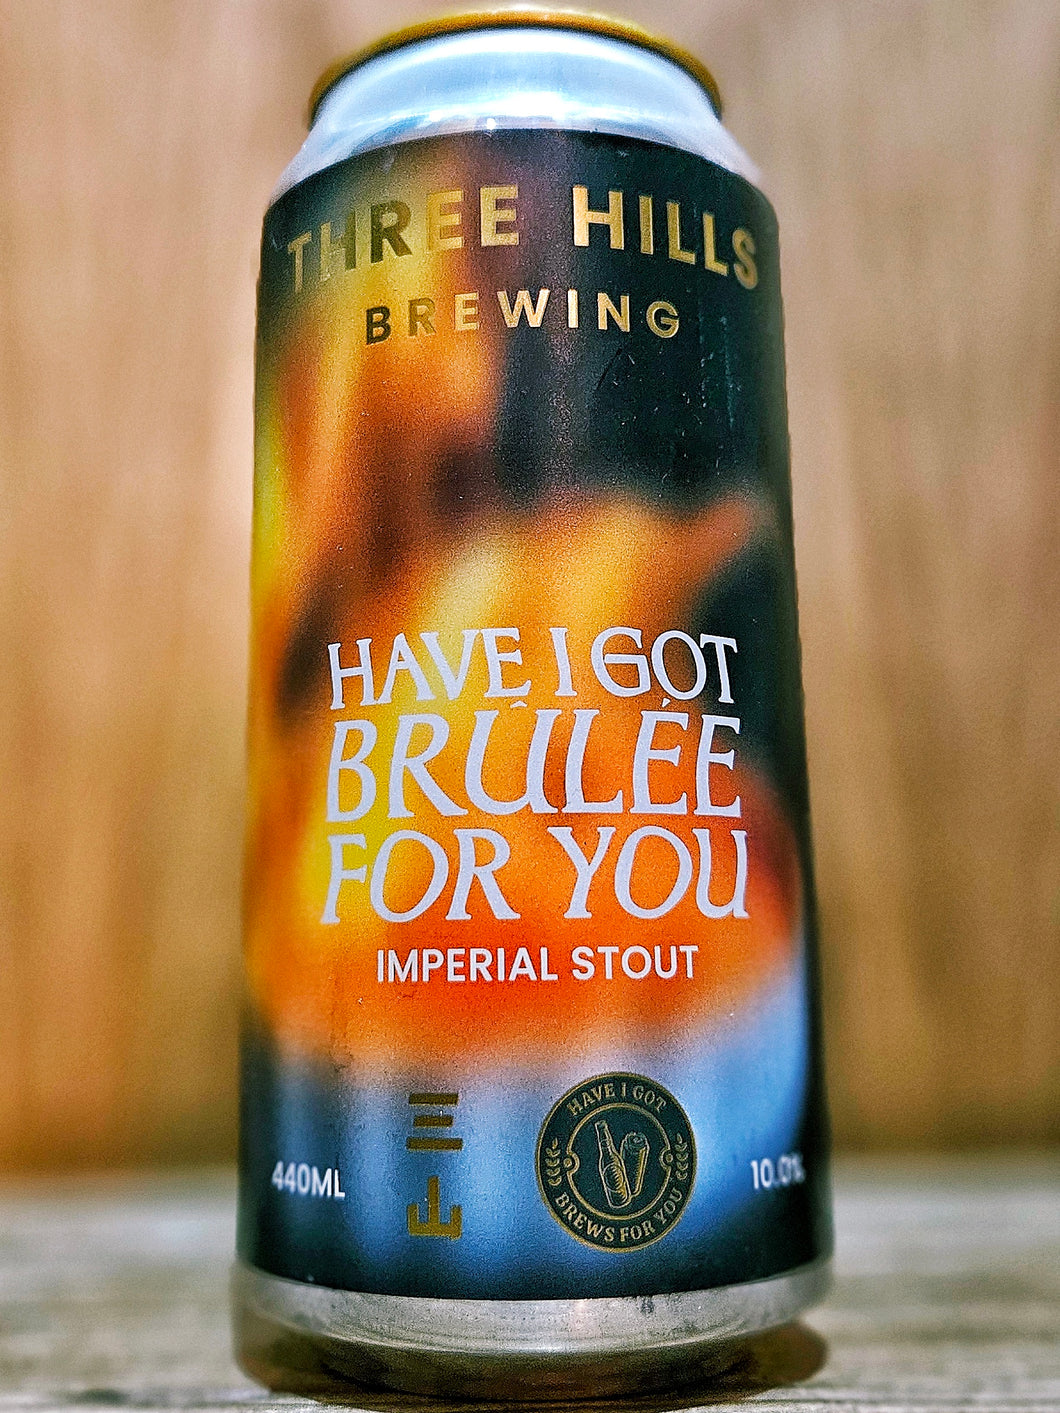 THREE HILLS
BREWING
HAVE I GOT
BRÛLÉE
FOR YOU
IMPERIAL STOUT
HAVE I GOT
BREWS FOR YOU
440ML
10.0%